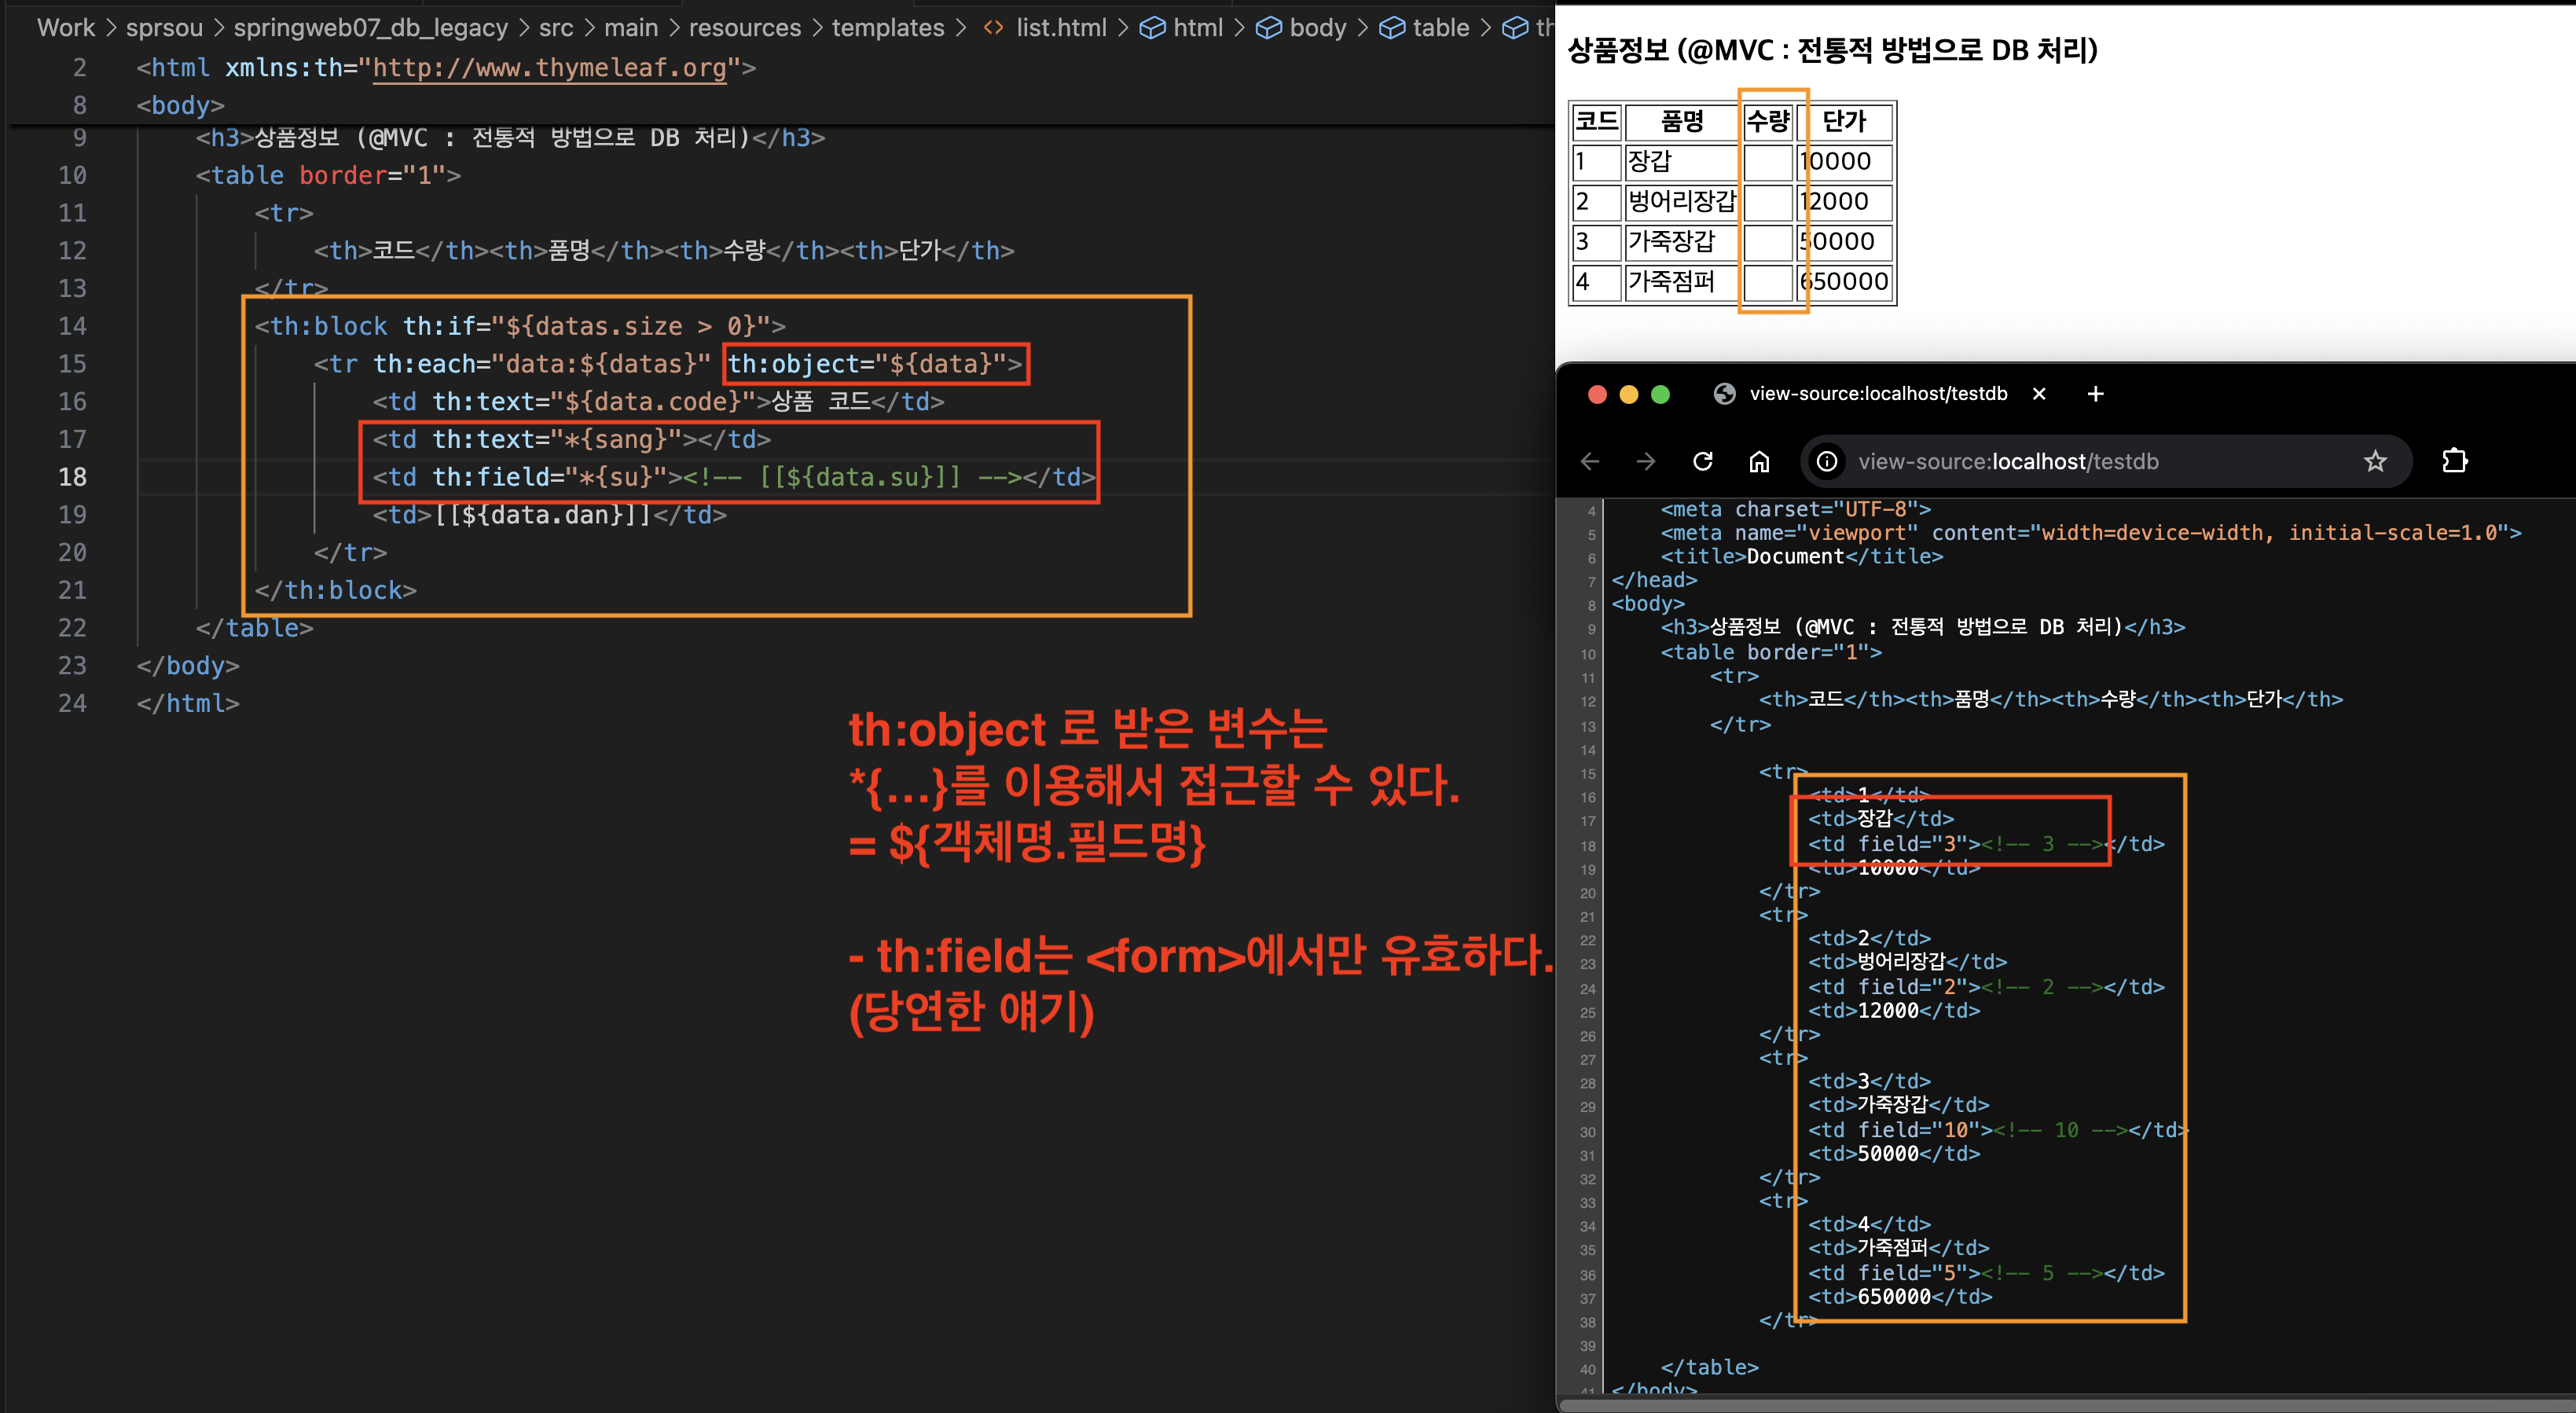 Work > sprsou > springweb07_db_legacy > src > main > resources > templates > <> list.html > html > body > table > th
2 <html xmlns:th="http://www.thymeleaf.org">
8 <body>
9 <h3>상품정보 (@MVC : 전통적 방법으로 DB 처리)</h3>
10 <table border="1">
11 <tr>
12 <th>코드</th><th>품명</th><th>수량</th><th>단가</th>
13 </tr>
14 <th:block th:if="${datas.size > 0}">
15 <tr th:each="data:${datas}" th:object="${data}">
16 <td th:text="${data.code}">상품 코드</td>
17 <td th:text="*{sang}"></td>
18 <td th:field="*{su}"><!-- [[${data.su}]] --></td>
19 <td>[[${data.dan}]]</td>
20 </tr>
21 </th:block>
22 </table>
23 </body>
24 </html>
th:object 로 받은 변수는
*{...}를 이용해서 접근할 수 있다.
= ${객체명.필드명}
- th:field는 <form>에서만 유효하다.
(당연한 얘기)
상품정보 (@MVC : 전통적 방법으로 DB 처리)
코드 품명 수량 단가
1 장갑 10000
2 벙어리장갑 12000
3 가죽장갑 50000
4 가죽점퍼 650000
view-source:localhost/testdb
view-source:localhost/testdb
4 <meta charset="UTF-8">
5 <meta name="viewport" content="width=device-width, initial-scale=1.0">
6 <title>Document</title>
7 </head>
8 <body>
9 <h3>상품정보 (@MVC : 전통적 방법으로 DB 처리)</h3>
10 <table border="1">
11 <tr>
12 <th>코드</th><th>품명</th><th>수량</th><th>단가</th>
13 </tr>
14
15 <tr>
16 <td>1</td>
17 <td>장갑</td>
18 <td field="3"><!-- 3 --></td>
19 <td>10000</td>
20 </tr>
21 <tr>
22 <td>2</td>
23 <td>벙어리장갑</td>
24 <td field="2"><!-- 2 --></td>
25 <td>12000</td>
26 </tr>
27 <tr>
28 <td>3</td>
29 <td>가죽장갑</td>
30 <td field="10"><!-- 10 --></td>
31 <td>50000</td>
32 </tr>
33 <tr>
34 <td>4</td>
35 <td>가죽점퍼</td>
36 <td field="5"><!-- 5 --></td>
37 <td>650000</td>
38 </tr>
39
40 </table>
41 </body>